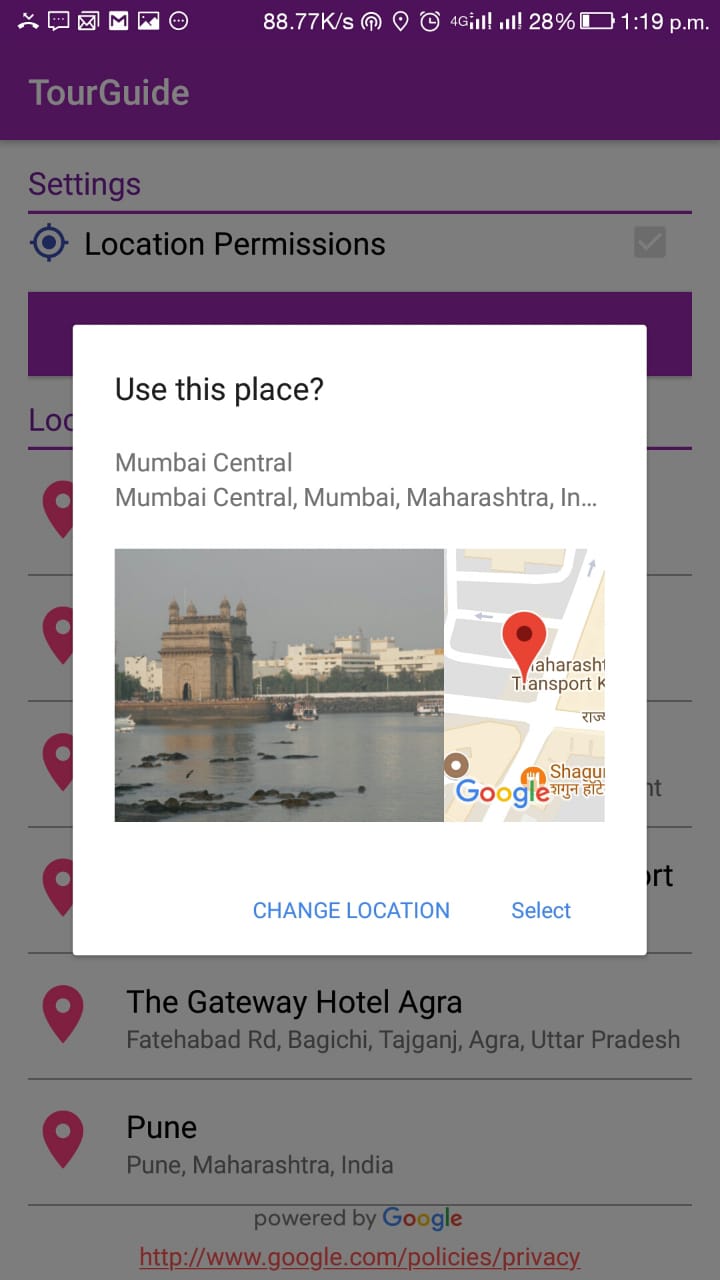 88.77K/s 4G 28% 1:19 p.m.
TourGuide
Settings
Location Permissions
Loc
Use this place?
Mumbai Central
Mumbai Central, Mumbai, Maharashtra, In...
aharasht
Transport K
राज्य
Shagun
शगुन हॉटे
Google
nt
ort
CHANGE LOCATION Select
The Gateway Hotel Agra
Fatehabad Rd, Bagichi, Tajganj, Agra, Uttar Pradesh
Pune
Pune, Maharashtra, India
powered by Google
http://www.google.com/policies/privacy